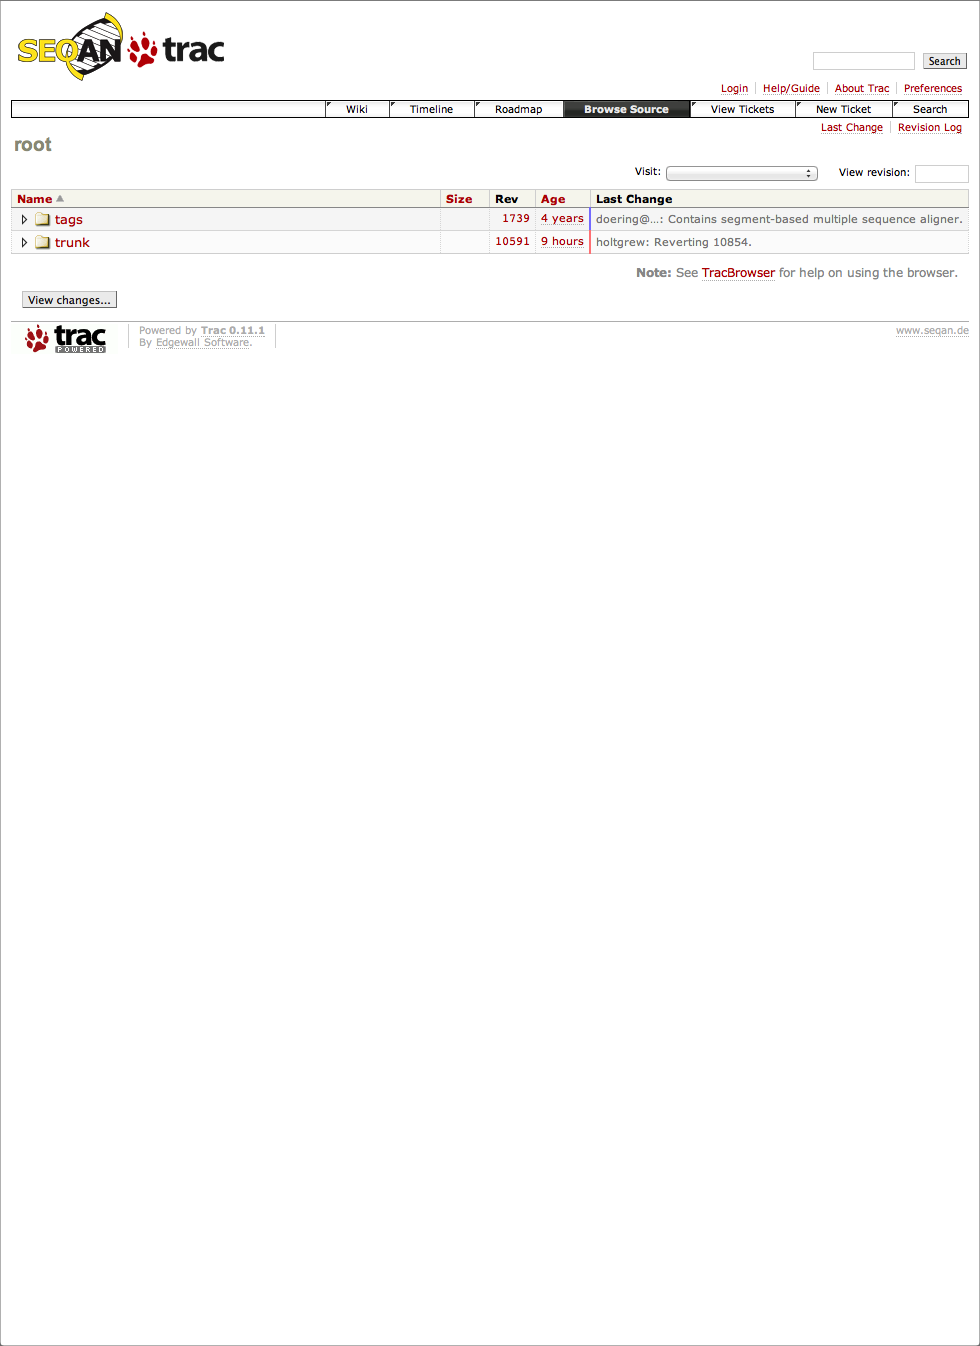 SEQAN trac
Search
Login Help/Guide About Trac Preferences
Wiki Timeline Roadmap Browse Source View Tickets New Ticket Search
Last Change Revision Log
root
Visit: View revision:
Name Size Rev Age Last Change
tags 1739 4 years doering@...: Contains segment-based multiple sequence aligner.
trunk 10591 9 hours holtgrew: Reverting 10854.
Note: See TracBrowser for help on using the browser.
View changes...
trac POWERED
Powered by Trac 0.11.1
By Edgewall Software.
www.seqan.de